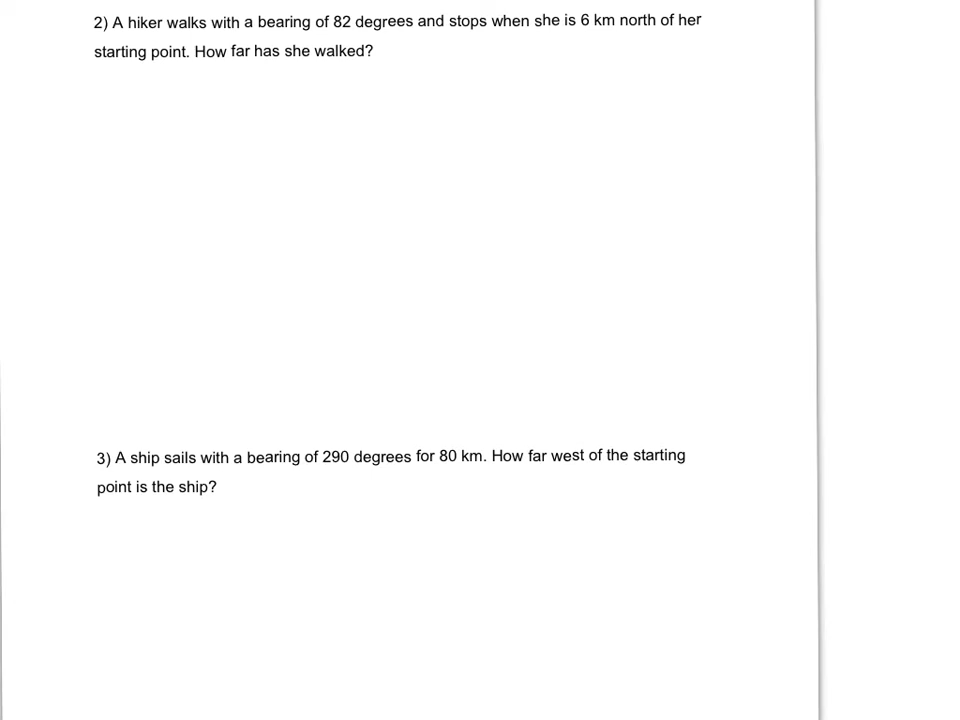 2) A hiker walks with a bearing of 82 degrees and stops when she is 6 km north of her
starting point. How far has she walked?
3) A ship sails with a bearing of 290 degrees for 80 km. How far west of the starting
point is the ship?